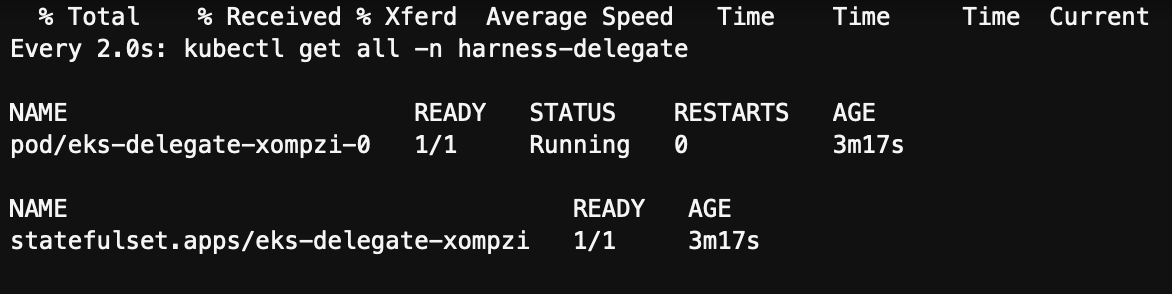 % Total % Received % Xferd Average Speed Time Time Time Current
Every 2.0s: kubectl get all -n harness-delegate
NAME READY STATUS RESTARTS AGE
pod/eks-delegate-xompzi-0 1/1 Running 0 3m17s
NAME READY AGE
statefulset.apps/eks-delegate-xompzi 1/1 3m17s